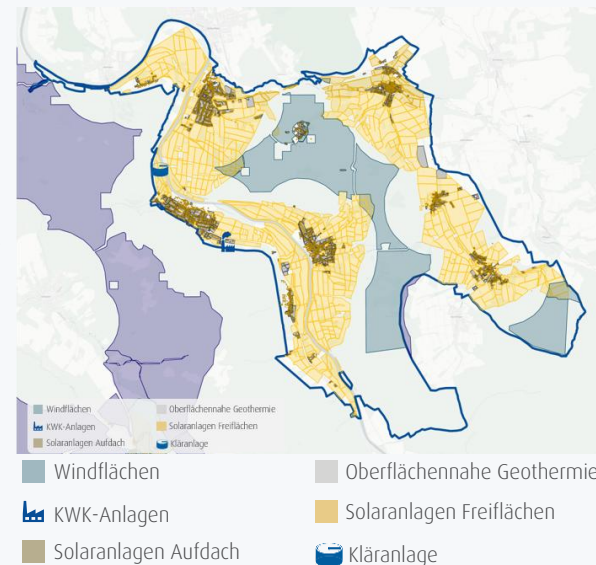 Windflächen
Oberflächennahe Geothermie
KWK-Anlagen
Solaranlagen Freiflächen
Solaranlagen Aufdach
Kläranlage
Windflächen
Oberflächennahe Geothermie
KWK-Anlagen
Solaranlagen Freiflächen
Solaranlagen Aufdach
Kläranlage